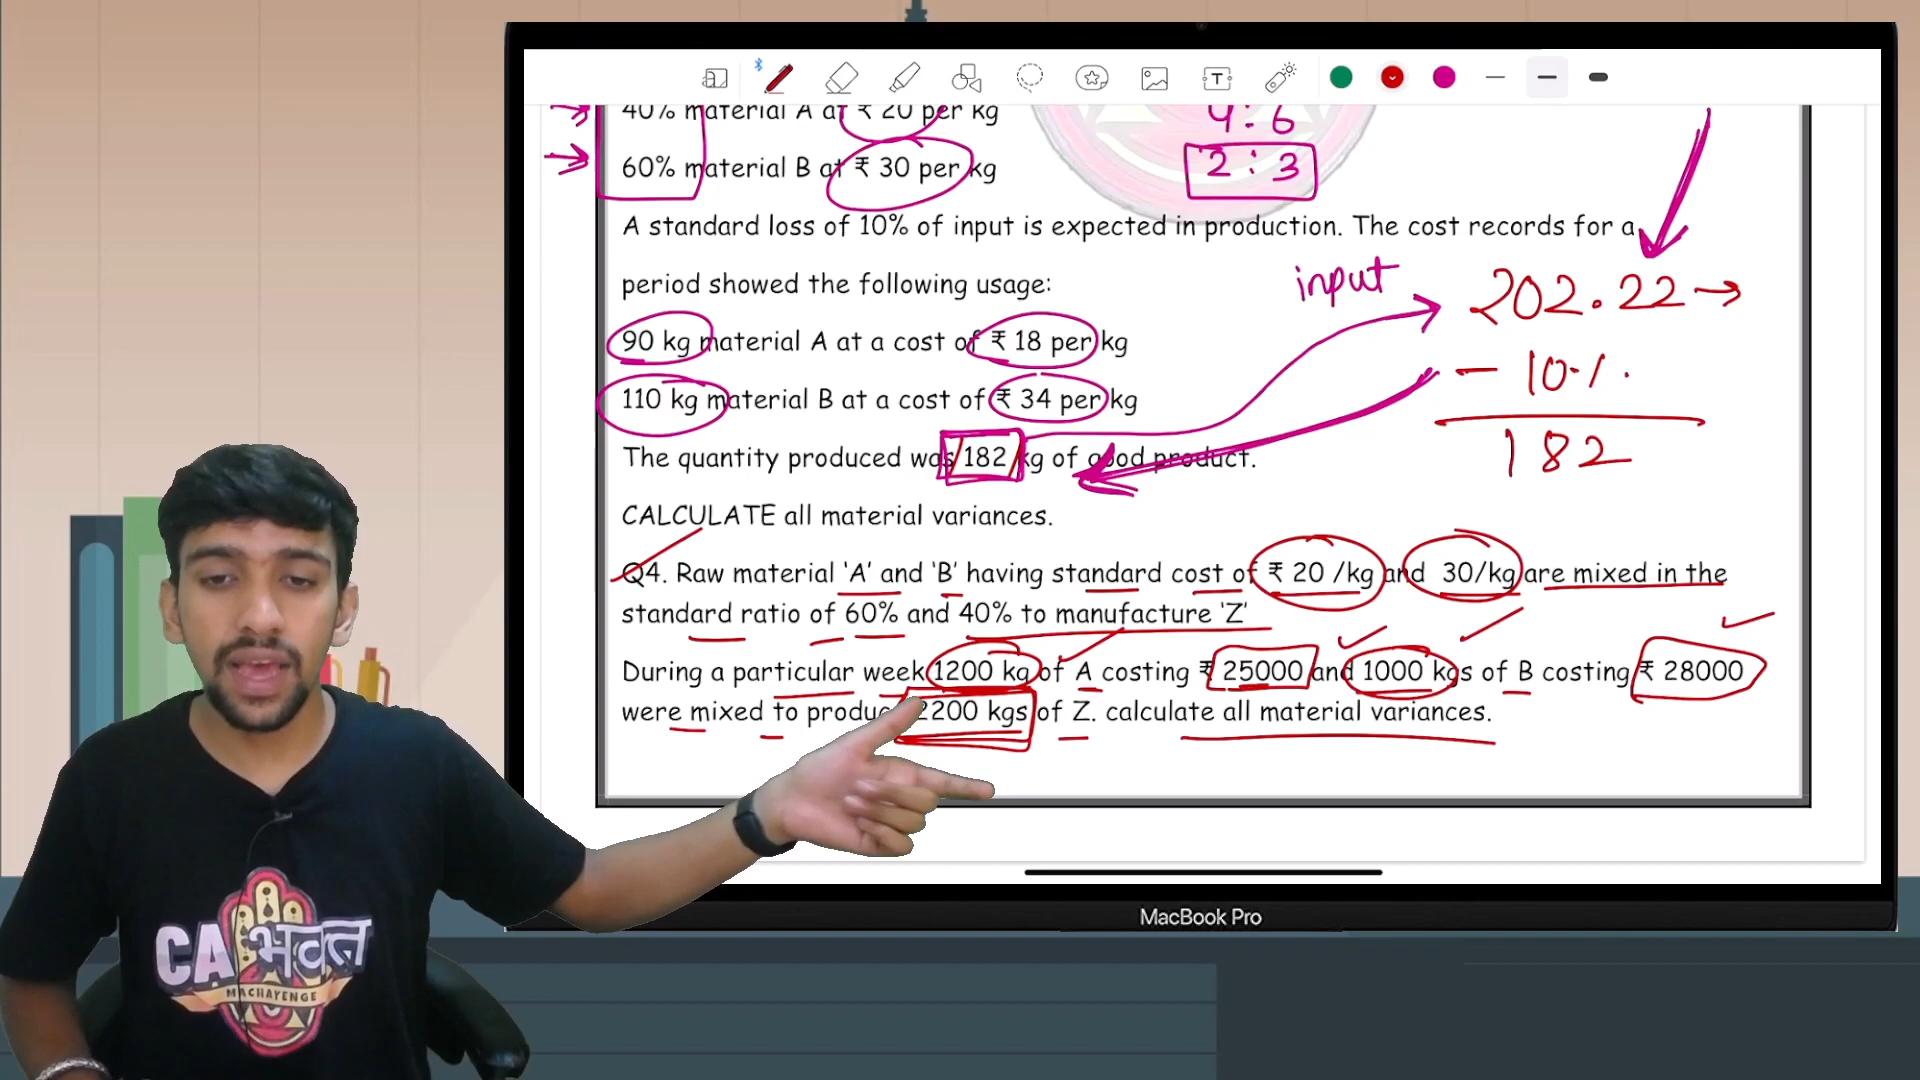 40% material A at ₹ 20 per kg
4:6
60% material B at ₹ 30 per kg
2:3
A standard loss of 10% of input is expected in production. The cost records for a
period showed the following usage:
input
202.22 →
90 kg material A at a cost of ₹ 18 per kg
- 10%.
110 kg material B at a cost of ₹ 34 per kg
182
The quantity produced was 182 kg of good product.
CALCULATE all material variances.
Q4. Raw material 'A' and 'B' having standard cost of ₹ 20 /kg and 30/kg are mixed in the
standard ratio of 60% and 40% to manufacture 'Z'
During a particular week 1200 kg of A costing ₹ 25000 and 1000 kgs of B costing ₹ 28000
were mixed to produce 2200 kgs of Z. calculate all material variances.
MacBook Pro
CA भक्त
MACHAYENGE